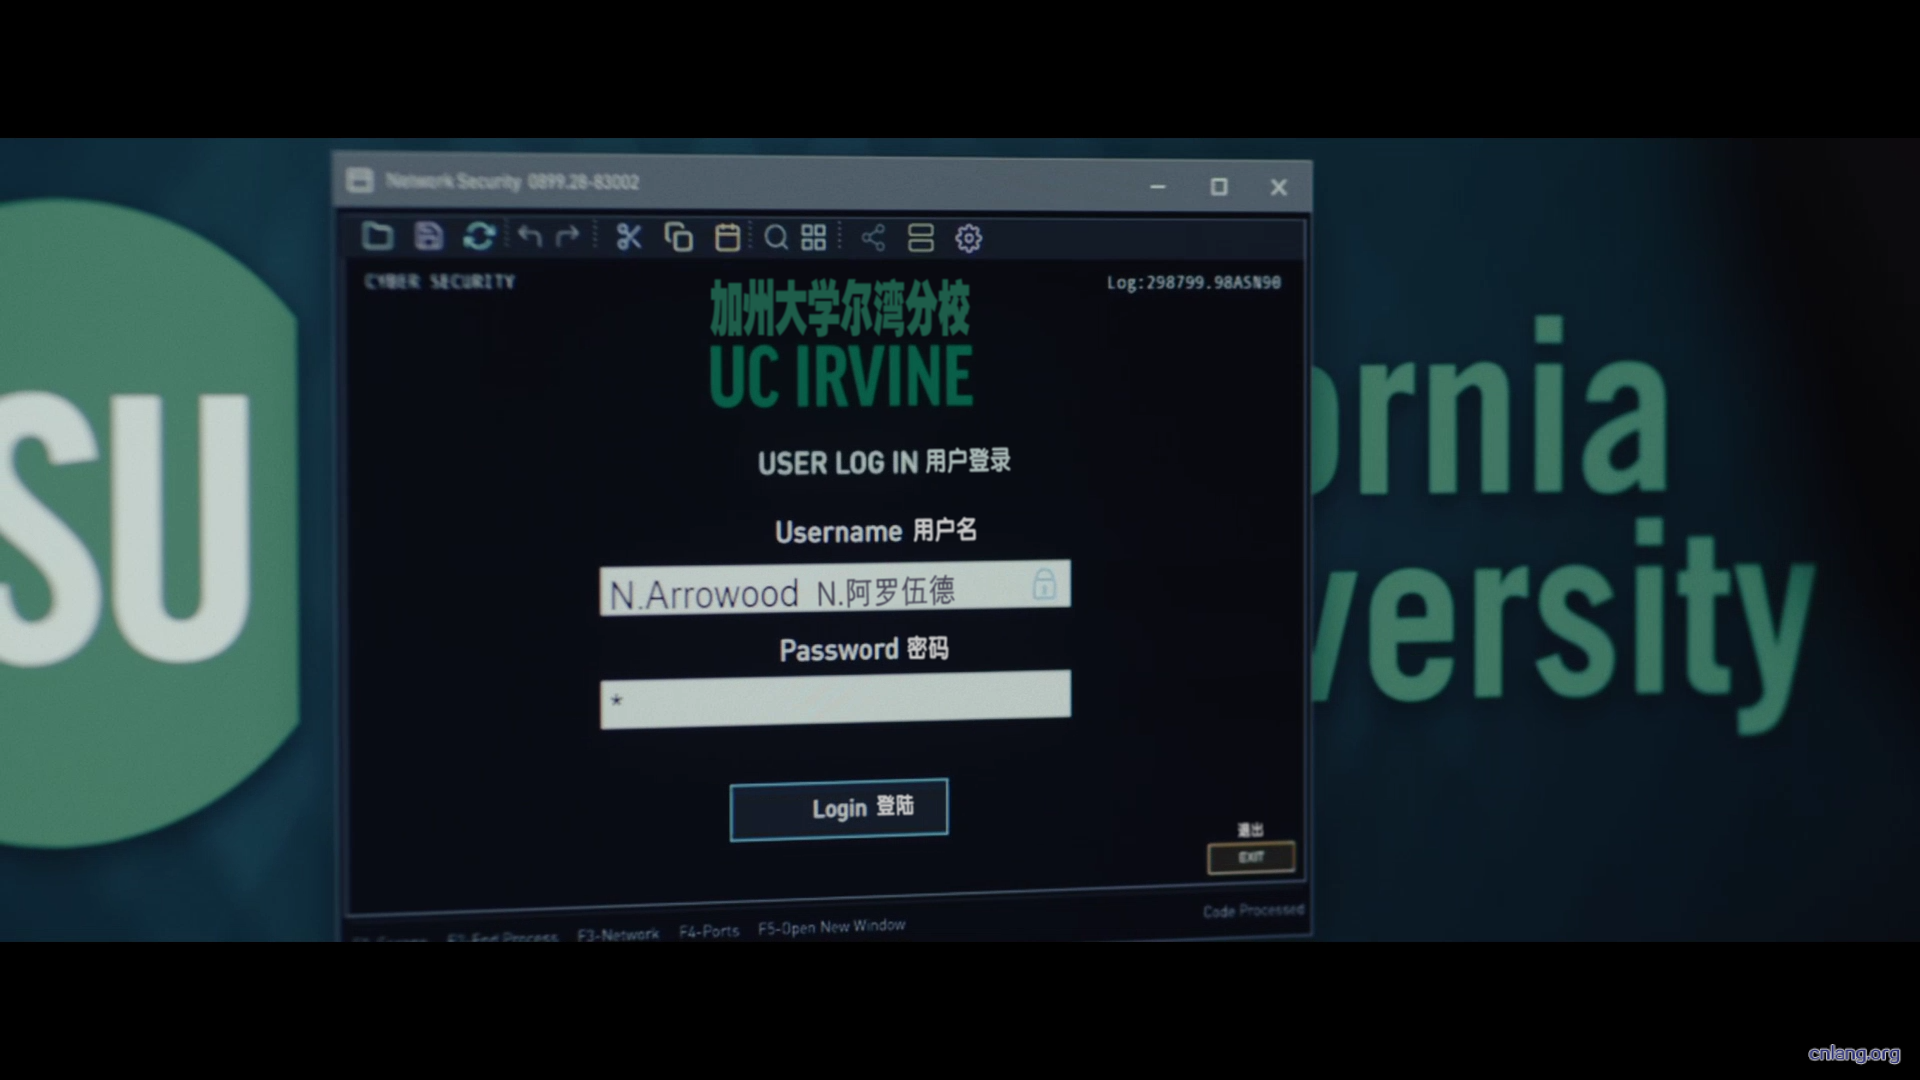 Network Security 0899.28-83002
CYBER SECURITY
Log:298799.98ASN90
加州大学尔湾分校
UC IRVINE
SU
ornia
versity
USER LOG IN 用户登录
Username 用户名
N.Arrowood N.阿罗伍德
Password 密码
*
Login 登陆
退出
EXIT
Code Processed
End Process F3-Network F4-Ports F5-Open New Window
cnlang.org